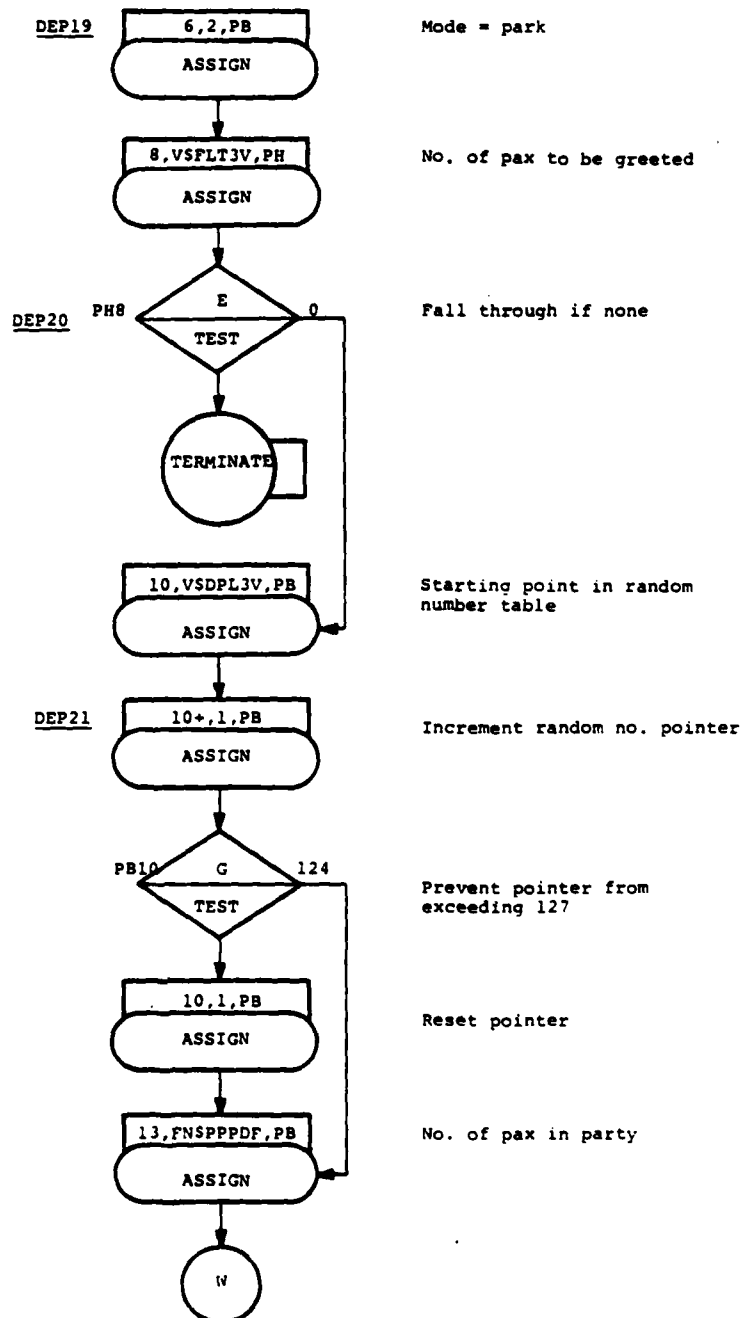 DEP19
6,2,PB
Mode = park
ASSIGN
8,V$FLT3V,PH
No. of pax to be greeted
ASSIGN
DEP20
PH8
E
0
Fall through if none
TEST
TERMINATE
10,V$DPL3V,PB
Starting point in random
number table
ASSIGN
DEP21
10+,1,PB
Increment random no. pointer
ASSIGN
PB10
G
124
Prevent pointer from
exceeding 127
TEST
10,1,PB
Reset pointer
ASSIGN
13,FN$PPPDF,PB
No. of pax in party
ASSIGN
W